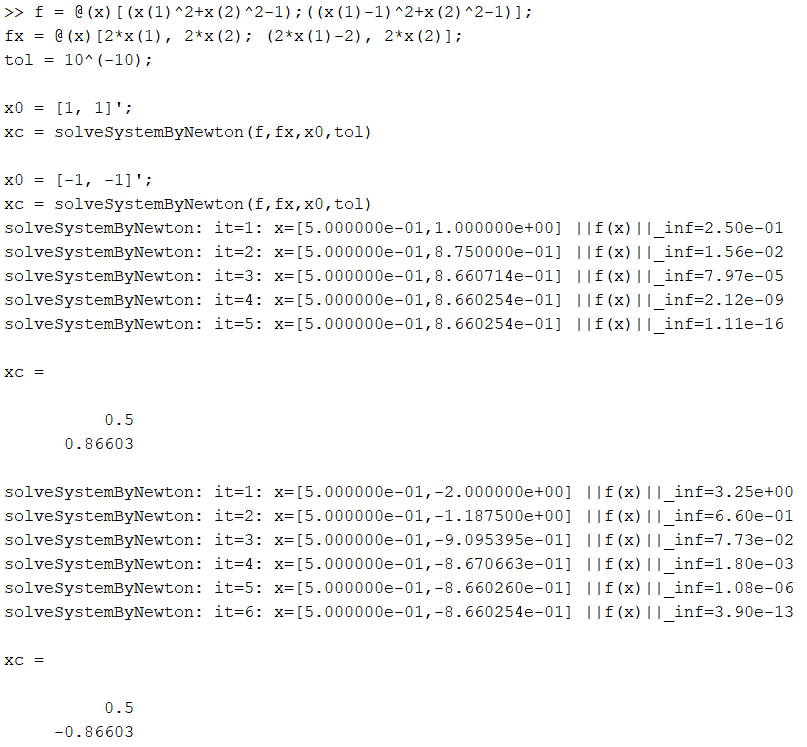 >> f = @(x)[(x(1)^2+x(2)^2-1);((x(1)-1)^2+x(2)^2-1)];
fx = @(x)[2*x(1), 2*x(2); (2*x(1)-2), 2*x(2)];
tol = 10^(-10);
x0 = [1, 1]';
xc = solveSystemByNewton(f,fx,x0,tol)
x0 = [-1, -1]';
xc = solveSystemByNewton(f,fx,x0,tol)
solveSystemByNewton: it=1: x=[5.000000e-01,1.000000e+00] ||f(x)||_inf=2.50e-01
solveSystemByNewton: it=2: x=[5.000000e-01,8.750000e-01] ||f(x)||_inf=1.56e-02
solveSystemByNewton: it=3: x=[5.000000e-01,8.660714e-01] ||f(x)||_inf=7.97e-05
solveSystemByNewton: it=4: x=[5.000000e-01,8.660254e-01] ||f(x)||_inf=2.12e-09
solveSystemByNewton: it=5: x=[5.000000e-01,8.660254e-01] ||f(x)||_inf=1.11e-16
xc =
0.5
0.86603
solveSystemByNewton: it=1: x=[5.000000e-01,-2.000000e+00] ||f(x)||_inf=3.25e+00
solveSystemByNewton: it=2: x=[5.000000e-01,-1.187500e+00] ||f(x)||_inf=6.60e-01
solveSystemByNewton: it=3: x=[5.000000e-01,-9.095395e-01] ||f(x)||_inf=7.73e-02
solveSystemByNewton: it=4: x=[5.000000e-01,-8.670663e-01] ||f(x)||_inf=1.80e-03
solveSystemByNewton: it=5: x=[5.000000e-01,-8.660260e-01] ||f(x)||_inf=1.08e-06
solveSystemByNewton: it=6: x=[5.000000e-01,-8.660254e-01] ||f(x)||_inf=3.90e-13
xc =
0.5
-0.86603